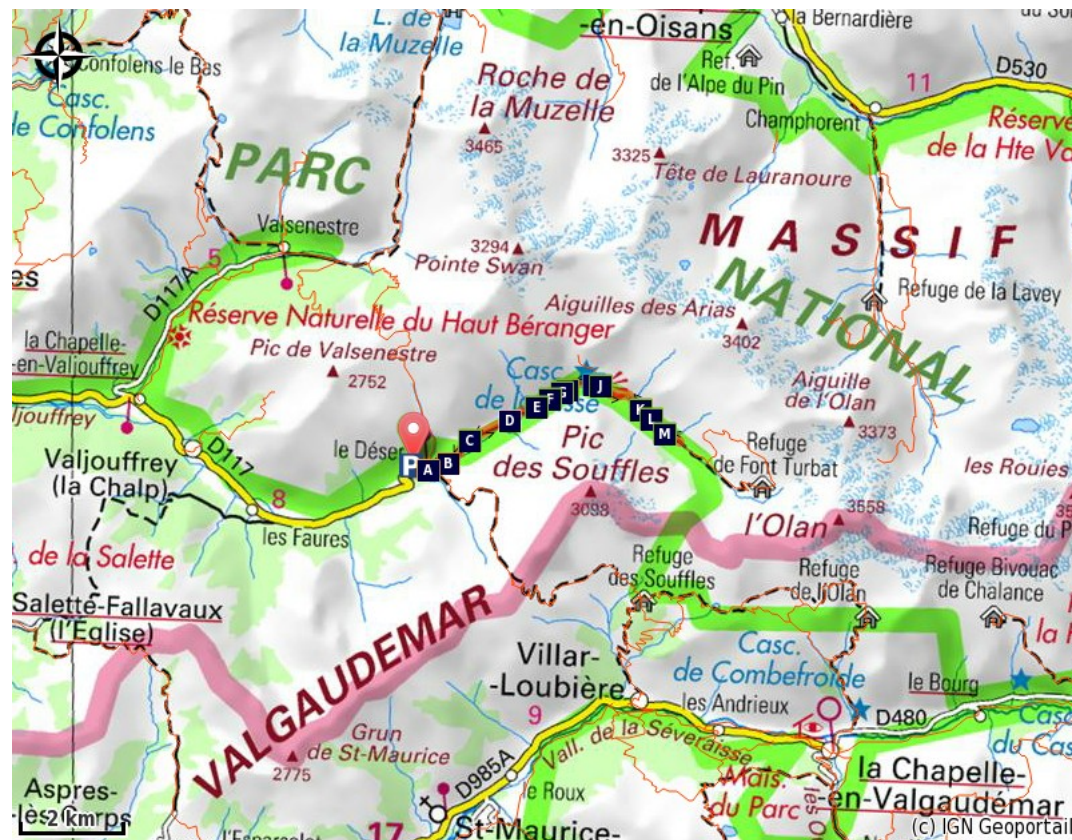 -en-Oisans
la Bernardière
L. de
la Muzelle
Confolens le Bas
Casc.
de Confolens
Roche de
la Muzelle
3465
Ref.
de l'Alpe du Pin
D530
11
Champhorent
Réserve
de la Hte Va
3325
Tête de Lauranoure
PARC
Valsenestre
MASSIF
3294
Pointe Swan
NATIONAL
5
D117A
Refuge de la Lavey
Réserve Naturelle du Haut Béranger
Aiguilles des Arias
3402
la Chapelle-
-en-Valjouffrey
Pic de Valsenestre
2752
Casc.
Aiguille
de l'Olan
3373
J
F
E
D
C
B
A
K
L
M
P
D117
Valjouffrey
(la Chalp)
8
les Faures
Pic
des Souffles
Refuge
de Font Turbat
les Rouies
3558
l'Olan
de la Salette
Refuge
des Souffles
Refuge
de l'Olan
Refuge Bivouac
de Chalance
Salette-Fallavaux
(l'Eglise)
VALGAUDEMAR
Villar-
-Loubière
Casc.
de Combefroide
le Bourg
les Andrieux
D480
9
Vall. de la Séveraisse
Grun
de St-Maurice
2775
D985A
le Roux
Mais.
du Parc
la Chapelle-
-en-Valgaudémar
Aspres-
2 km
17
St-Maurice-
(c) IGN Geoportail